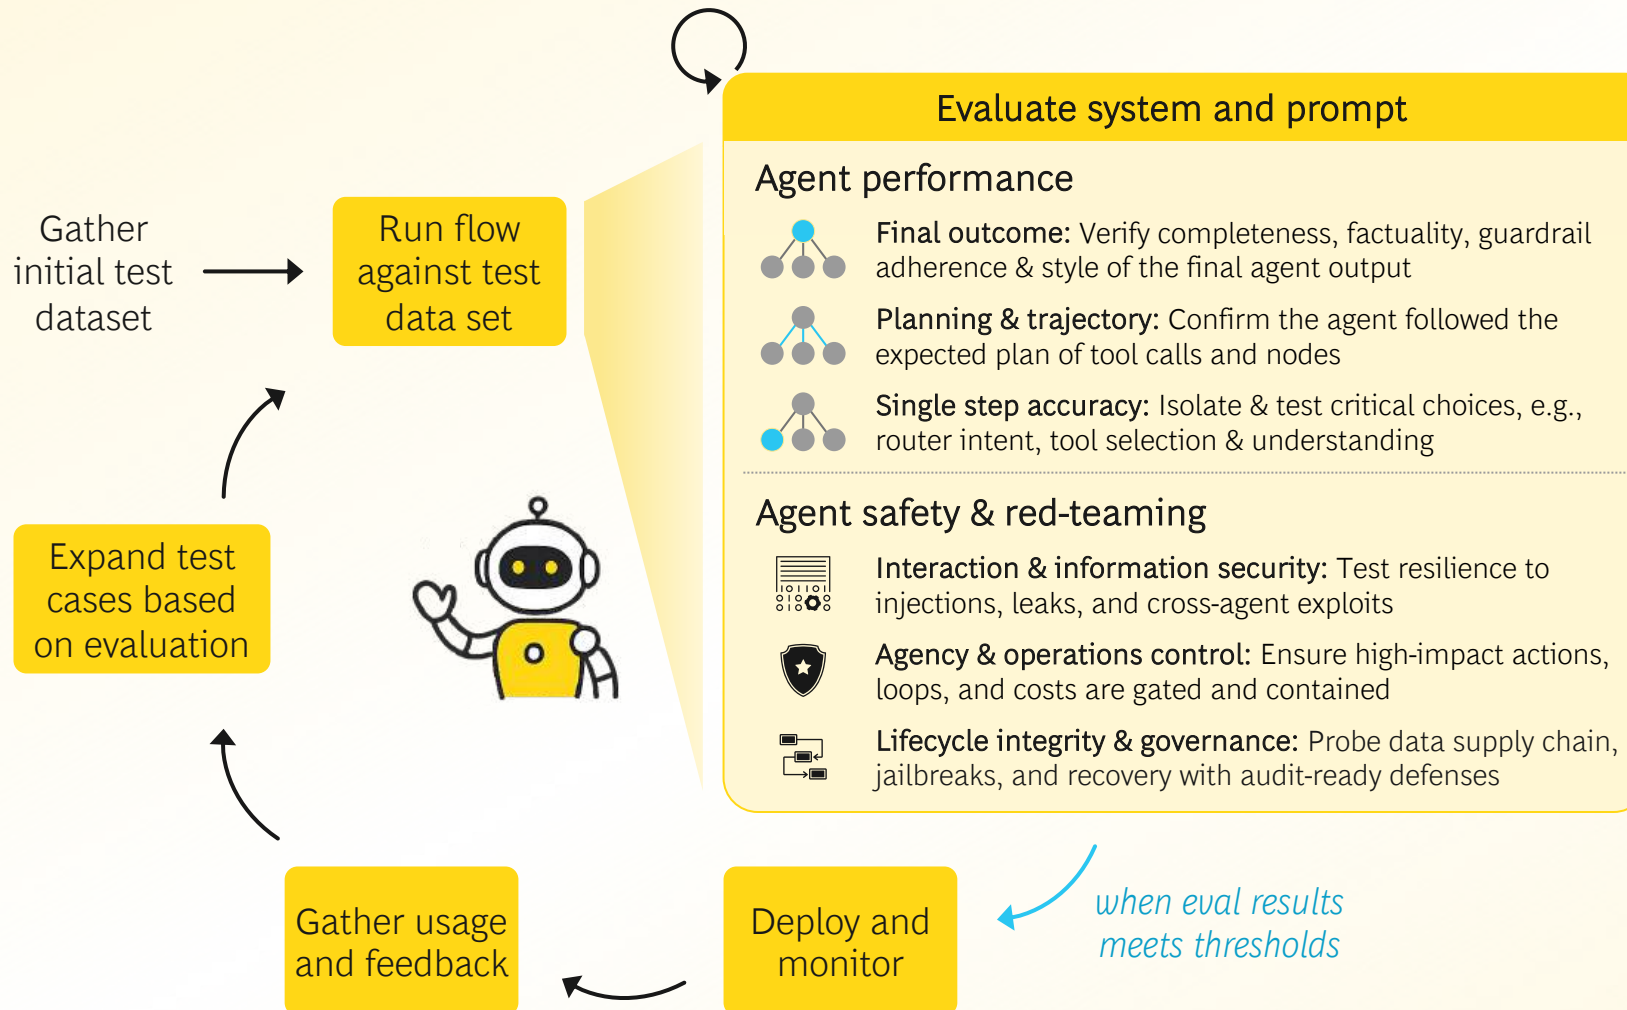 Evaluate system and prompt
Gather
initial test
dataset
Run flow
against test
data set
Agent performance
Final outcome: Verify completeness, factuality, guardrail
adherence & style of the final agent output
Planning & trajectory: Confirm the agent followed the
expected plan of tool calls and nodes
Single step accuracy: Isolate & test critical choices, e.g.,
router intent, tool selection & understanding
Agent safety & red-teaming
Interaction & information security: Test resilience to
injections, leaks, and cross-agent exploits
Agency & operations control: Ensure high-impact actions,
loops, and costs are gated and contained
Lifecycle integrity & governance: Probe data supply chain,
jailbreaks, and recovery with audit-ready defenses
when eval results
meets thresholds
Deploy and
monitor
Gather usage
and feedback
Expand test
cases based
on evaluation